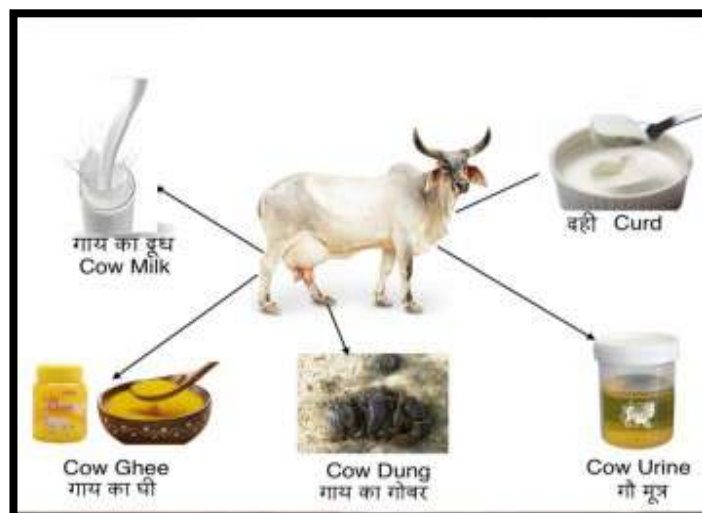 गाय का दूध
Cow Milk
दही Curd
Cow Ghee
गाय का घी
Cow Dung
गाय का गोबर
Cow Urine
गौ मूत्र